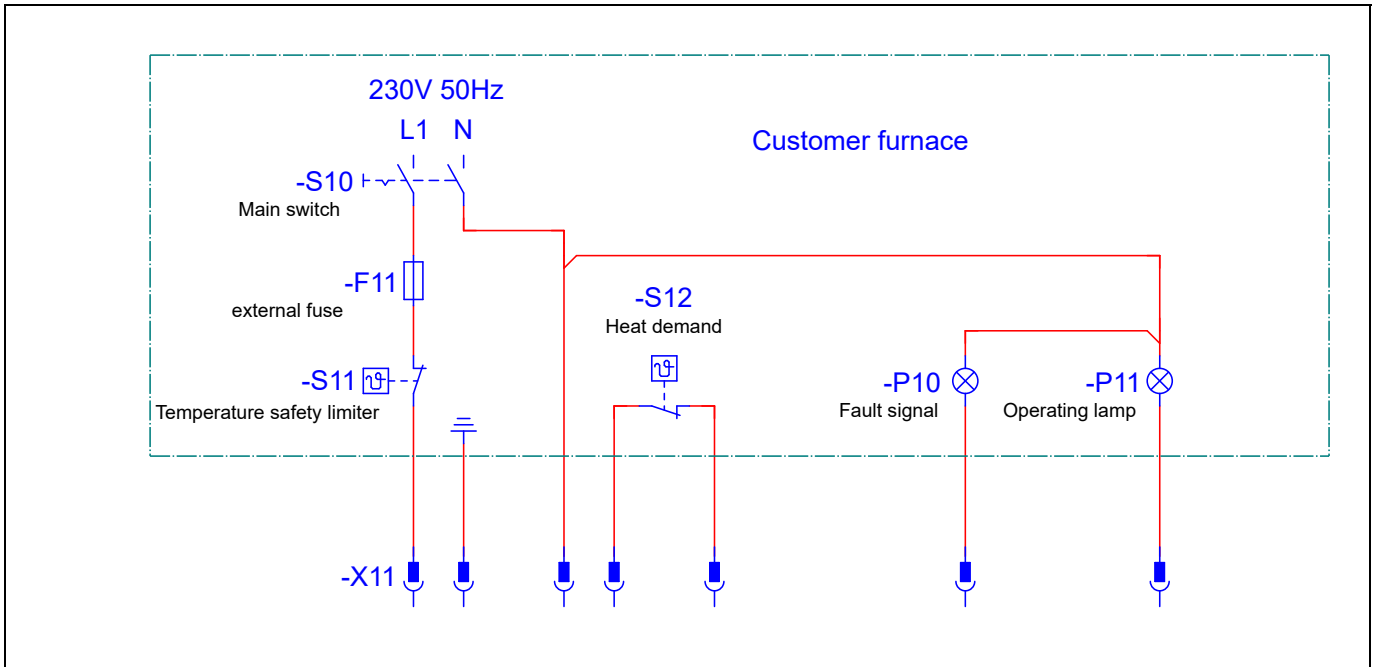 230V 50Hz
L1 N
Customer furnace
-S10
Main switch
-F11
external fuse
-S12
Heat demand
-S11 ϑ
Temperature safety limiter
ϑ
-P10
Fault signal
-P11
Operating lamp
-X11